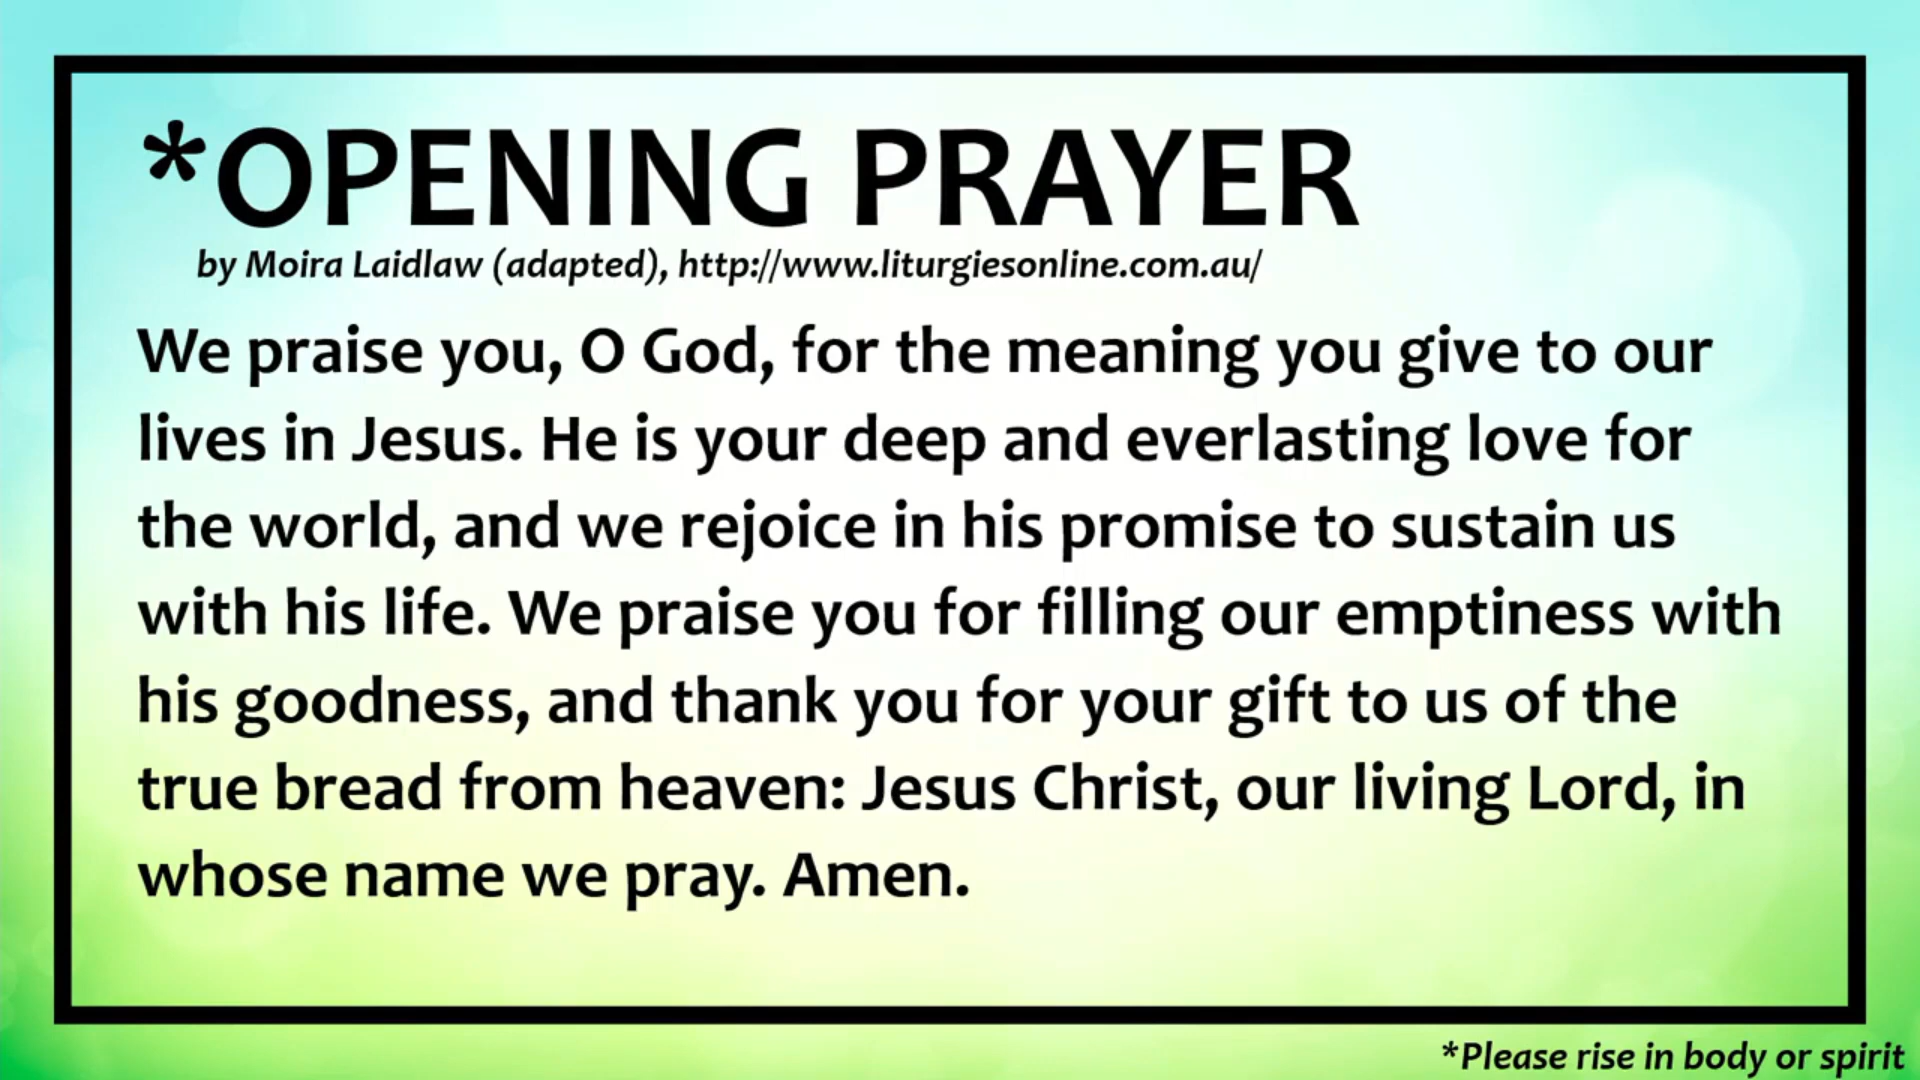 *OPENING PRAYER
by Moira Laidlaw (adapted), http://www.liturgiesonline.com.au/
We praise you, O God, for the meaning you give to our
lives in Jesus. He is your deep and everlasting love for
the world, and we rejoice in his promise to sustain us
with his life. We praise you for filling our emptiness with
his goodness, and thank you for your gift to us of the
true bread from heaven: Jesus Christ, our living Lord, in
whose name we pray. Amen.
*Please rise in body or spirit